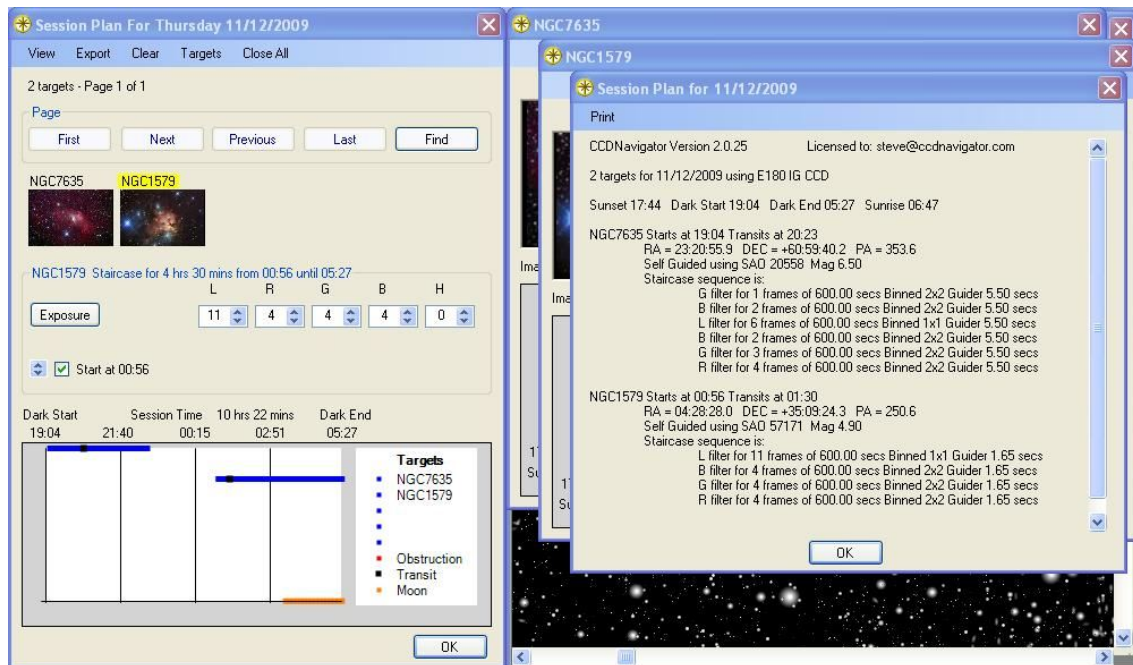 Session Plan For Thursday 11/12/2009
View Export Clear Targets Close All
2 targets - Page 1 of 1
Page
First Next Previous Last Find
NGC7635 NGC1579
NGC1579 Staircase for 4 hrs 30 mins from 00:56 until 05:27
L R G B H
Exposure 11 4 4 4 0
Start at 00:56
Dark Start Session Time 10 hrs 22 mins Dark End
19:04 21:40 00:15 02:51 05:27
Targets
NGC7635
NGC1579
Obstruction
Transit
Moon
OK
NGC7635
NGC1579
Session Plan for 11/12/2009
Print
CCDNavigator Version 2.0.25 Licensed to: steve@ccdnavigator.com
2 targets for 11/12/2009 using E180 IG CCD
Sunset 17:44 Dark Start 19:04 Dark End 05:27 Sunrise 06:47
NGC7635 Starts at 19:04 Transits at 20:23
RA = 23:20:55.9 DEC = +60:59:40.2 PA = 353.6
Self Guided using SAO 20558 Mag 6.50
Staircase sequence is:
G filter for 1 frames of 600.00 secs Binned 2x2 Guider 5.50 secs
B filter for 2 frames of 600.00 secs Binned 2x2 Guider 5.50 secs
L filter for 6 frames of 600.00 secs Binned 1x1 Guider 5.50 secs
B filter for 2 frames of 600.00 secs Binned 2x2 Guider 5.50 secs
G filter for 3 frames of 600.00 secs Binned 2x2 Guider 5.50 secs
R filter for 4 frames of 600.00 secs Binned 2x2 Guider 5.50 secs
NGC1579 Starts at 00:56 Transits at 01:30
RA = 04:28:28.0 DEC = +35:09:24.3 PA = 250.6
Self Guided using SAO 57171 Mag 4.90
Staircase sequence is:
L filter for 11 frames of 600.00 secs Binned 1x1 Guider 1.65 secs
B filter for 4 frames of 600.00 secs Binned 2x2 Guider 1.65 secs
G filter for 4 frames of 600.00 secs Binned 2x2 Guider 1.65 secs
R filter for 4 frames of 600.00 secs Binned 2x2 Guider 1.65 secs
OK
Ima
Ima